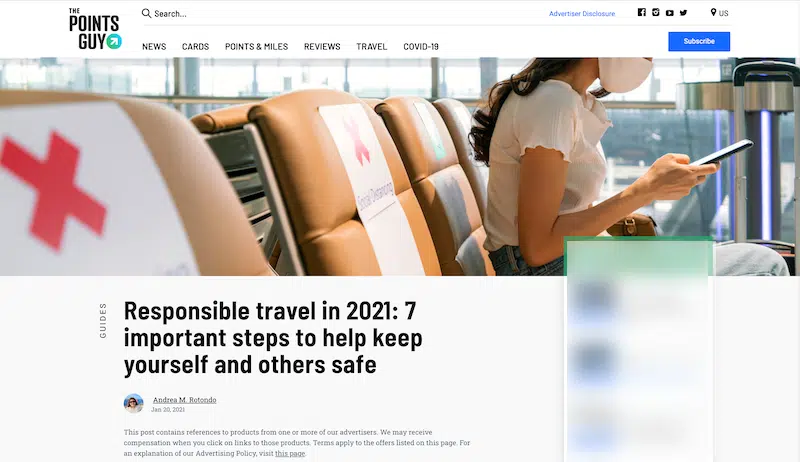 THE
POINTS
GUY
Search...
Advertiser Disclosure
US
NEWS CARDS POINTS & MILES REVIEWS TRAVEL COVID-19
Subscribe
Social Distancing
GUIDES
Responsible travel in 2021: 7
important steps to help keep
yourself and others safe
Andrea M. Rotondo
Jan 20, 2021
This post contains references to products from one or more of our advertisers. We may receive
compensation when you click on links to those products. Terms apply to the offers listed on this page. For
an explanation of our Advertising Policy, visit this page.